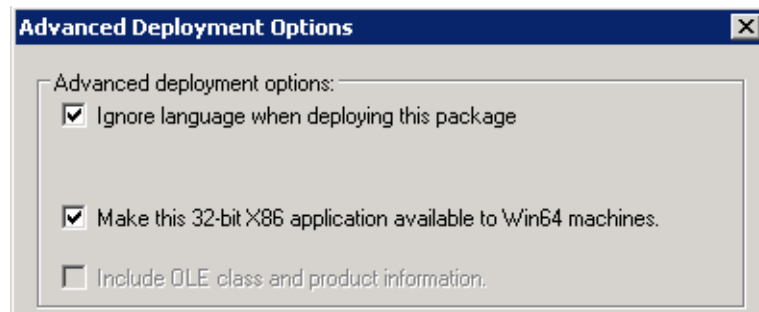 Advanced Deployment Options
Advanced deployment options:
Ignore language when deploying this package
Make this 32-bit X86 application available to Win64 machines.
Include OLE class and product information.